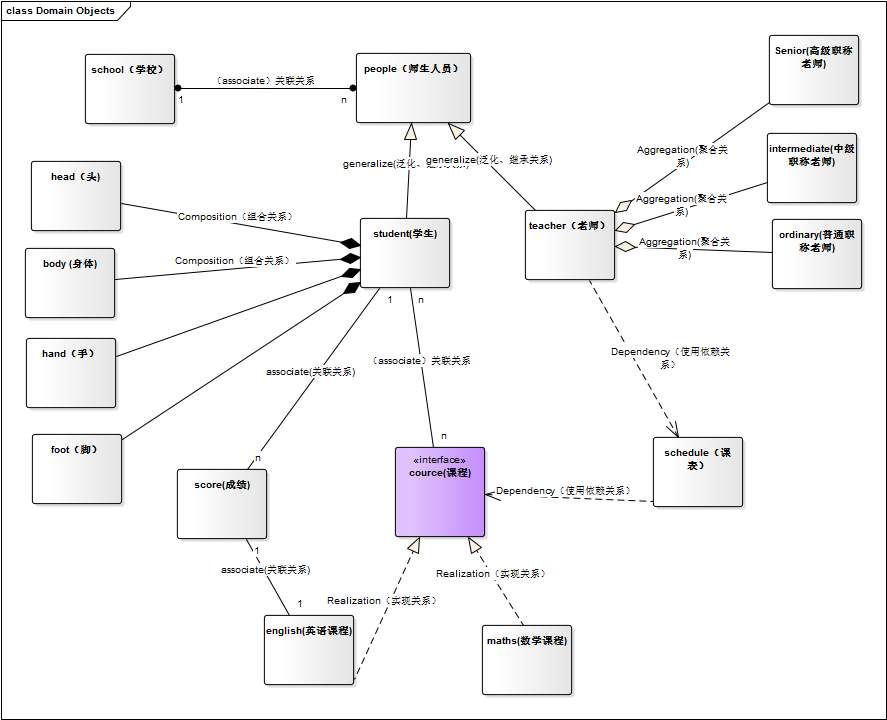 class Domain Objects
school（学校）
（associate）关联关系
1
n
people（师生人员）
Senior(高级职称
老师)
Aggregation(聚合关
系)
intermediate(中级
职称老师)
Aggregation(聚合关
系)
ordinary(普通职
称老师)
Aggregation(聚合关
系)
generalize(泛化、继承关系)
generalize(泛化、继承关系)
head（头)
Composition（组合关系）
student(学生)
teacher（老师）
body (身体）
Composition（组合关系）
1
n
hand（手）
associate(关联关系)
（associate）关联关系
Dependency（使用依赖关
系）
foot（脚）
n
n
score(成绩)
«interface»
cource(课程)
schedule（课
表）
Dependency（使用依赖关系）
1
associate(关联关系)
1
Realization（实现关系）
Realization（实现关系）
english(英语课程)
maths(数学课程)